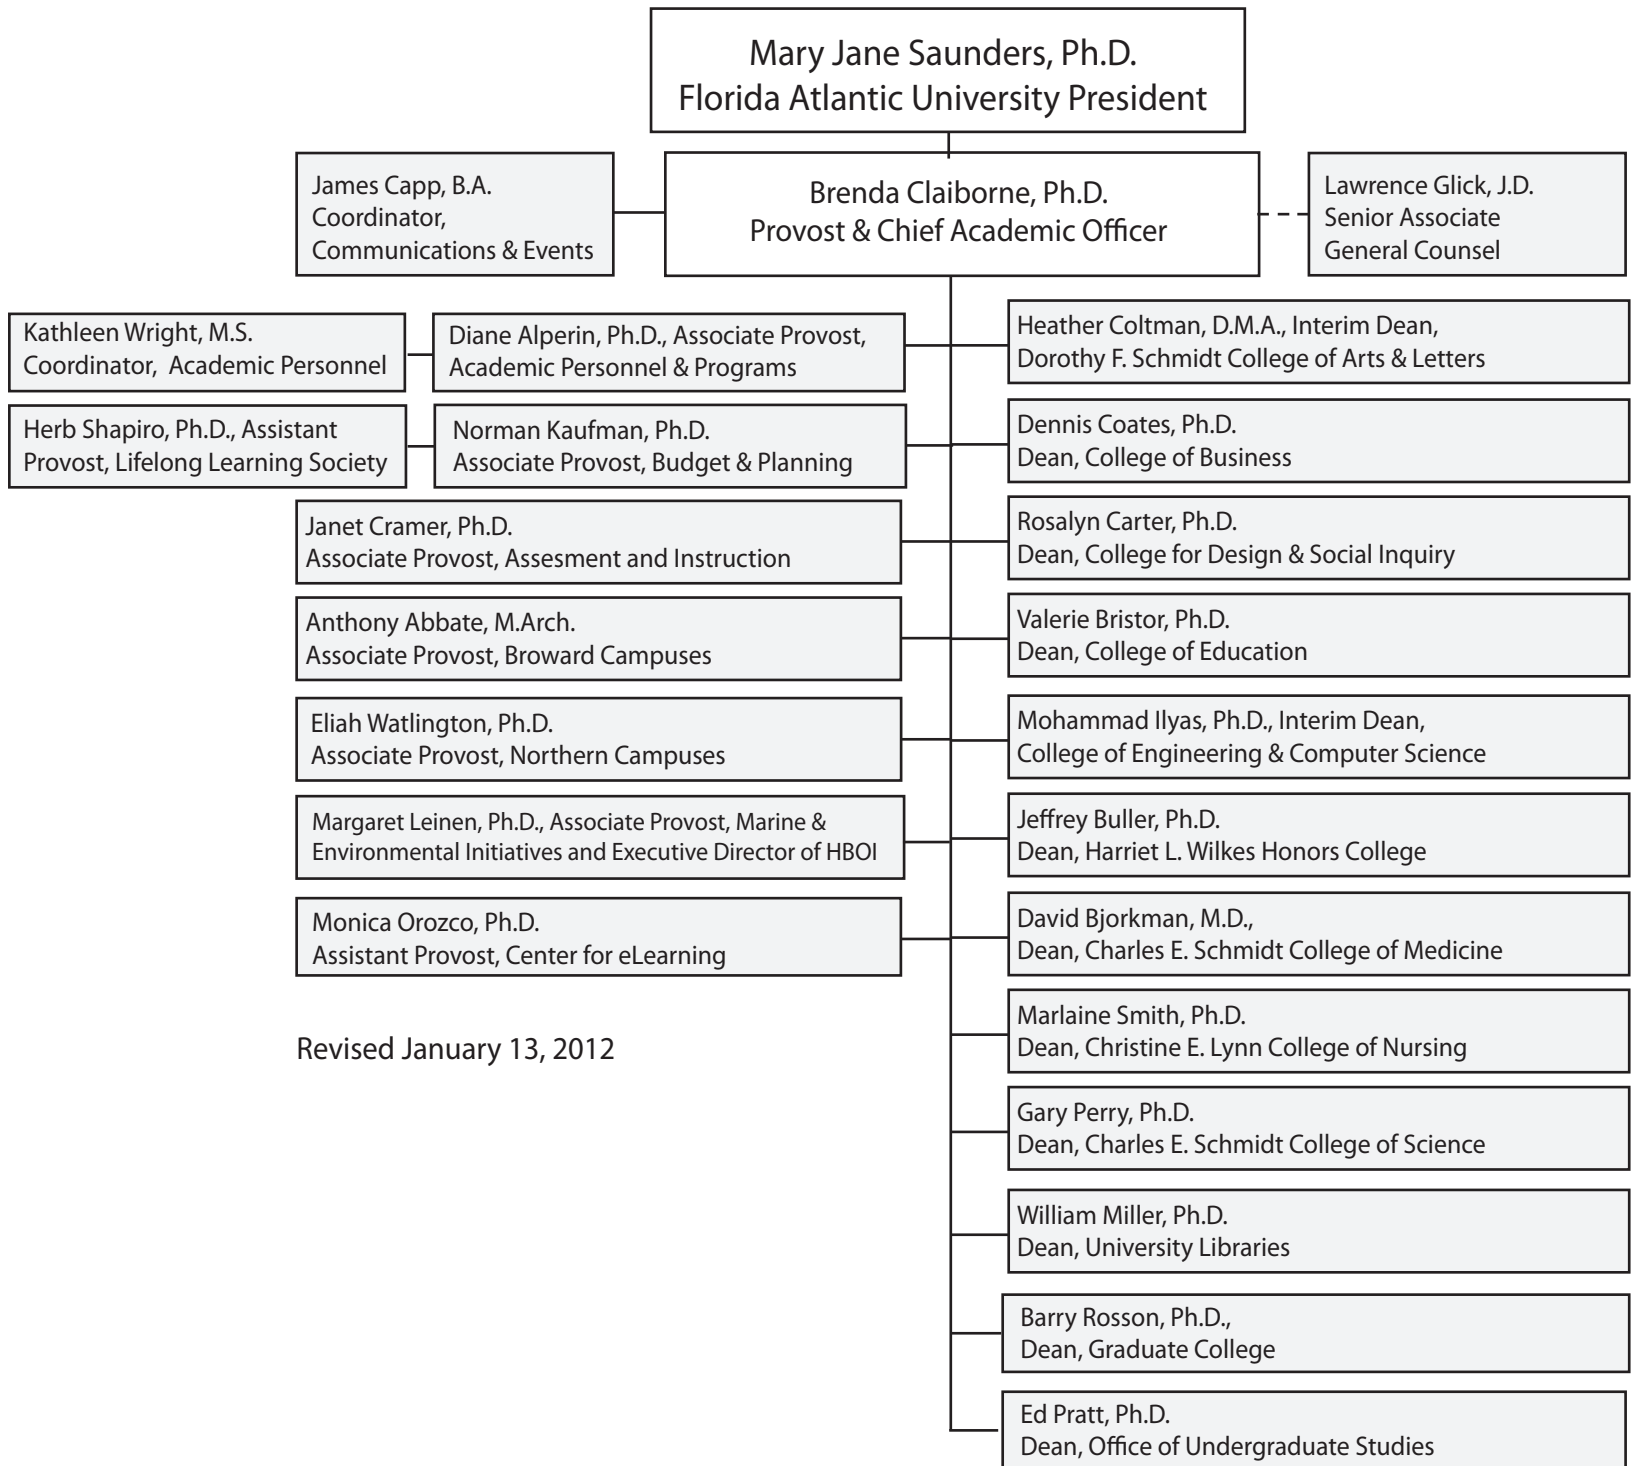 Mary Jane Saunders, Ph.D.
Florida Atlantic University President
James Capp, B.A.
Coordinator,
Communications & Events
Brenda Claiborne, Ph.D.
Provost & Chief Academic Officer
Lawrence Glick, J.D.
Senior Associate
General Counsel
Kathleen Wright, M.S.
Coordinator, Academic Personnel
Diane Alperin, Ph.D., Associate Provost,
Academic Personnel & Programs
Heather Coltman, D.M.A., Interim Dean,
Dorothy F. Schmidt College of Arts & Letters
Herb Shapiro, Ph.D., Assistant
Provost, Lifelong Learning Society
Norman Kaufman, Ph.D.
Associate Provost, Budget & Planning
Dennis Coates, Ph.D.
Dean, College of Business
Janet Cramer, Ph.D.
Associate Provost, Assesment and Instruction
Rosalyn Carter, Ph.D.
Dean, College for Design & Social Inquiry
Anthony Abbate, M.Arch.
Associate Provost, Broward Campuses
Valerie Bristor, Ph.D.
Dean, College of Education
Eliah Watlington, Ph.D.
Associate Provost, Northern Campuses
Mohammad Ilyas, Ph.D., Interim Dean,
College of Engineering & Computer Science
Margaret Leinen, Ph.D., Associate Provost, Marine &
Environmental Initiatives and Executive Director of HBOI
Jeffrey Buller, Ph.D.
Dean, Harriet L. Wilkes Honors College
Monica Orozco, Ph.D.
Assistant Provost, Center for eLearning
David Bjorkman, M.D.,
Dean, Charles E. Schmidt College of Medicine
Revised January 13, 2012
Marlaine Smith, Ph.D.
Dean, Christine E. Lynn College of Nursing
Gary Perry, Ph.D.
Dean, Charles E. Schmidt College of Science
William Miller, Ph.D.
Dean, University Libraries
Barry Rosson, Ph.D.,
Dean, Graduate College
Ed Pratt, Ph.D.
Dean, Office of Undergraduate Studies